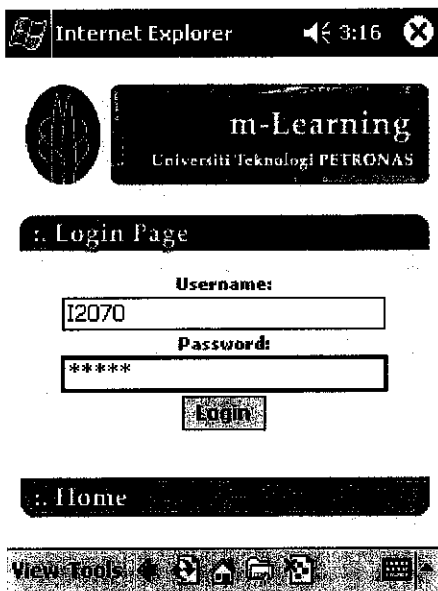 Internet Explorer 3:16
m-Learning
Universiti Teknologi PETRONAS
:. Login Page
Username:
I2070
Password:
*****
Login
:. Home
View Tools